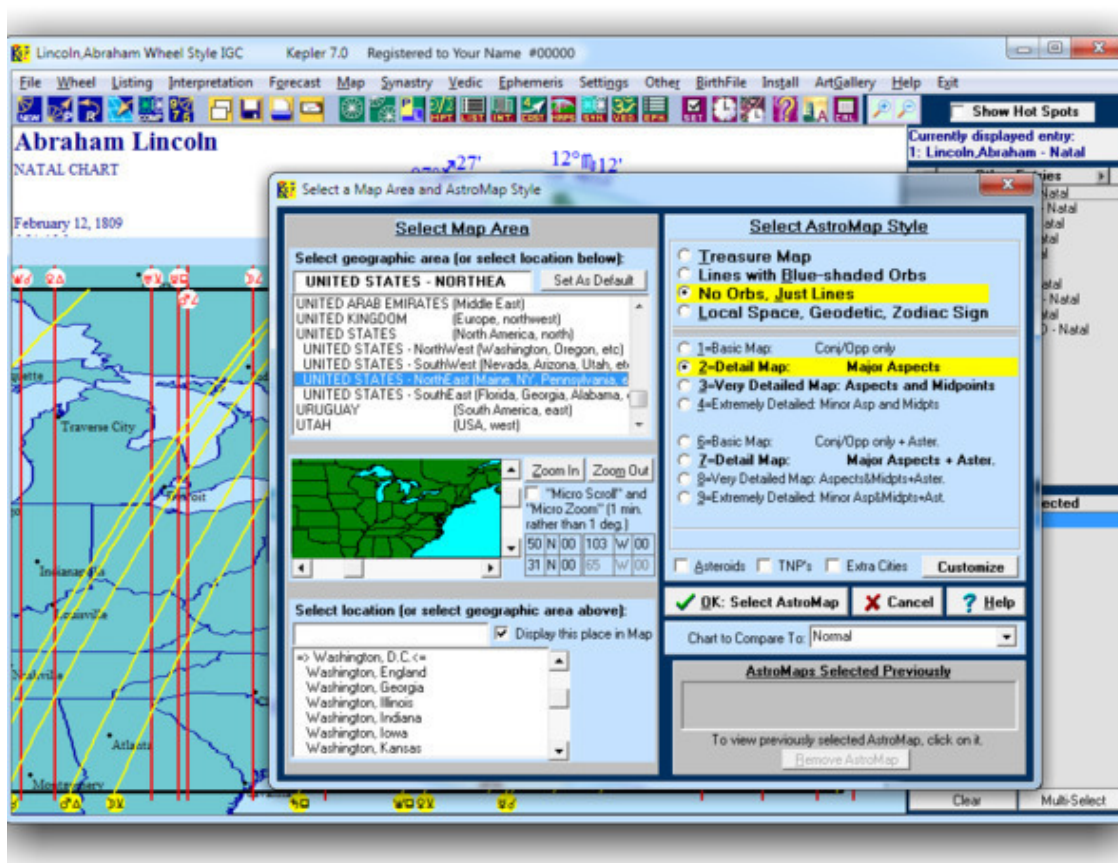 Lincoln,Abraham Wheel Style IGC Kepler 7.0 Registered to Your Name #00000
File Wheel Listing Interpretation Forecast Map Synastry Vedic Ephemeris Settings Other BirthFile Install ArtGallery Help Exit
Show Hot Spots
Abraham Lincoln
NATAL CHART
February 12, 1809
27'
12° 12'
Currently displayed entry:
1: Lincoln,Abraham - Natal
Natal
- Natal
Natal
- Natal
Traverse City
Detroit
Indianapolis
Louisville
Nashville
Atlanta
Montgomery
Select a Map Area and AstroMap Style
Select Map Area
Select geographic area (or select location below):
UNITED STATES - NORTHEA
Set As Default
UNITED ARAB EMIRATES (Middle East)
UNITED KINGDOM (Europe, northwest)
UNITED STATES (North America, north)
UNITED STATES - NorthWest (Washington, Oregon, etc)
UNITED STATES - SouthWest (Nevada, Arizona, Utah, et
UNITED STATES - NorthEast (Maine, NY, Pennsylvania, e
UNITED STATES - SouthEast (Florida, Georgia, Alabama,
URUGUAY (South America, east)
UTAH (USA, west)
Zoom In Zoom Out
"Micro Scroll" and
"Micro Zoom" (1 min.
rather than 1 deg.)
50 N 00 103 W 00
31 N 00 65 W 00
Select location (or select geographic area above):
Display this place in Map
=> Washington, D.C.<=
Washington, England
Washington, Georgia
Washington, Illinois
Washington, Indiana
Washington, Iowa
Washington, Kansas
Select AstroMap Style
Treasure Map
Lines with Blue-shaded Orbs
No Orbs, Just Lines
Local Space, Geodetic, Zodiac Sign
1=Basic Map: Conj/Opp only
2=Detail Map: Major Aspects
3=Very Detailed Map: Aspects and Midpoints
4=Extremely Detailed: Minor Asp and Midpts
6=Basic Map: Conj/Opp only + Aster.
7=Detail Map: Major Aspects + Aster.
8=Very Detailed Map: Aspects&Midpts+Aster.
9=Extremely Detailed: Minor Asp&Midpts+Ast.
Asteroids TNP's Extra Cities Customize
OK: Select AstroMap Cancel Help
Chart to Compare To: Normal
AstroMaps Selected Previously
To view previously selected AstroMap, click on it.
Remove AstroMap
Clear Multi-Select